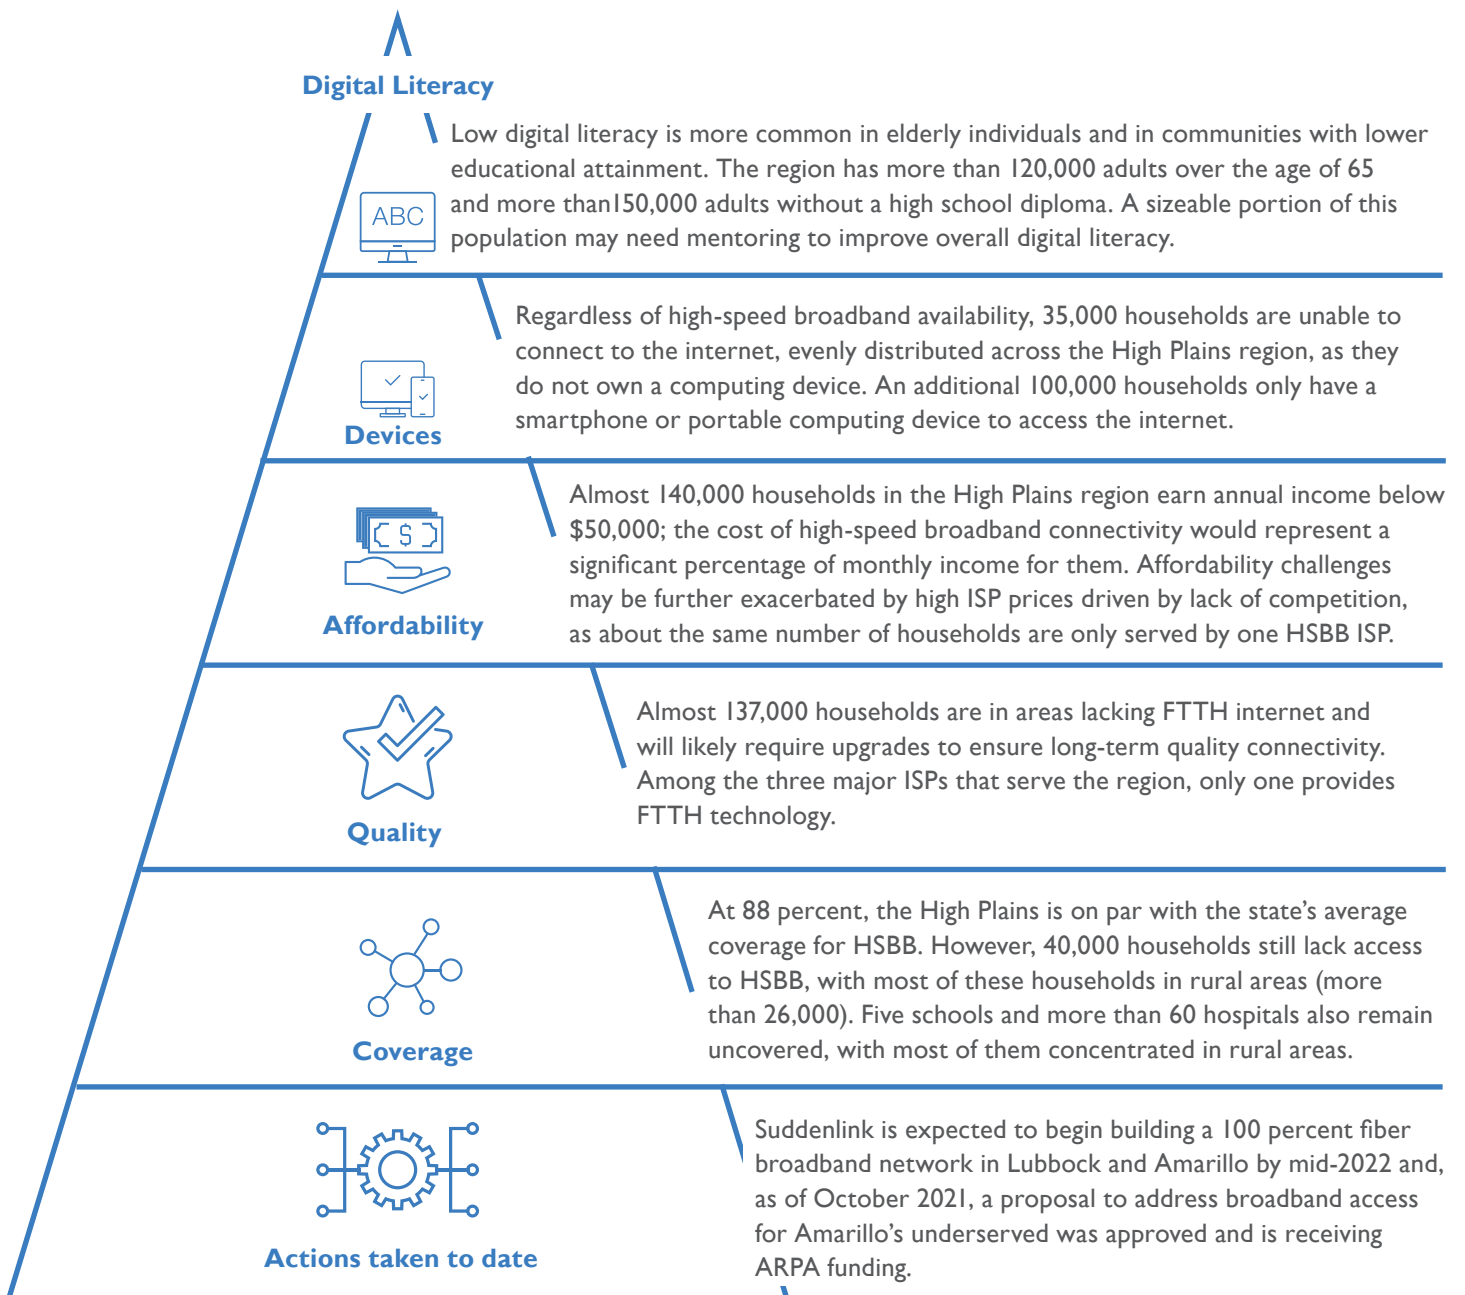 Digital Literacy
Low digital literacy is more common in elderly individuals and in communities with lower
educational attainment. The region has more than 120,000 adults over the age of 65
and more than150,000 adults without a high school diploma. A sizeable portion of this
population may need mentoring to improve overall digital literacy.
ABC
Regardless of high-speed broadband availability, 35,000 households are unable to
connect to the internet, evenly distributed across the High Plains region, as they
do not own a computing device. An additional 100,000 households only have a
smartphone or portable computing device to access the internet.
Devices
Almost 140,000 households in the High Plains region earn annual income below
$50,000; the cost of high-speed broadband connectivity would represent a
significant percentage of monthly income for them. Affordability challenges
may be further exacerbated by high ISP prices driven by lack of competition,
as about the same number of households are only served by one HSBB ISP.
$
Affordability
Almost 137,000 households are in areas lacking FTTH internet and
will likely require upgrades to ensure long-term quality connectivity.
Among the three major ISPs that serve the region, only one provides
FTTH technology.
Quality
At 88 percent, the High Plains is on par with the state's average
coverage for HSBB. However, 40,000 households still lack access
to HSBB, with most of these households in rural areas (more
than 26,000). Five schools and more than 60 hospitals also remain
uncovered, with most of them concentrated in rural areas.
Coverage
Suddenlink is expected to begin building a 100 percent fiber
broadband network in Lubbock and Amarillo by mid-2022 and,
as of October 2021, a proposal to address broadband access
for Amarillo's underserved was approved and is receiving
ARPA funding.
Actions taken to date